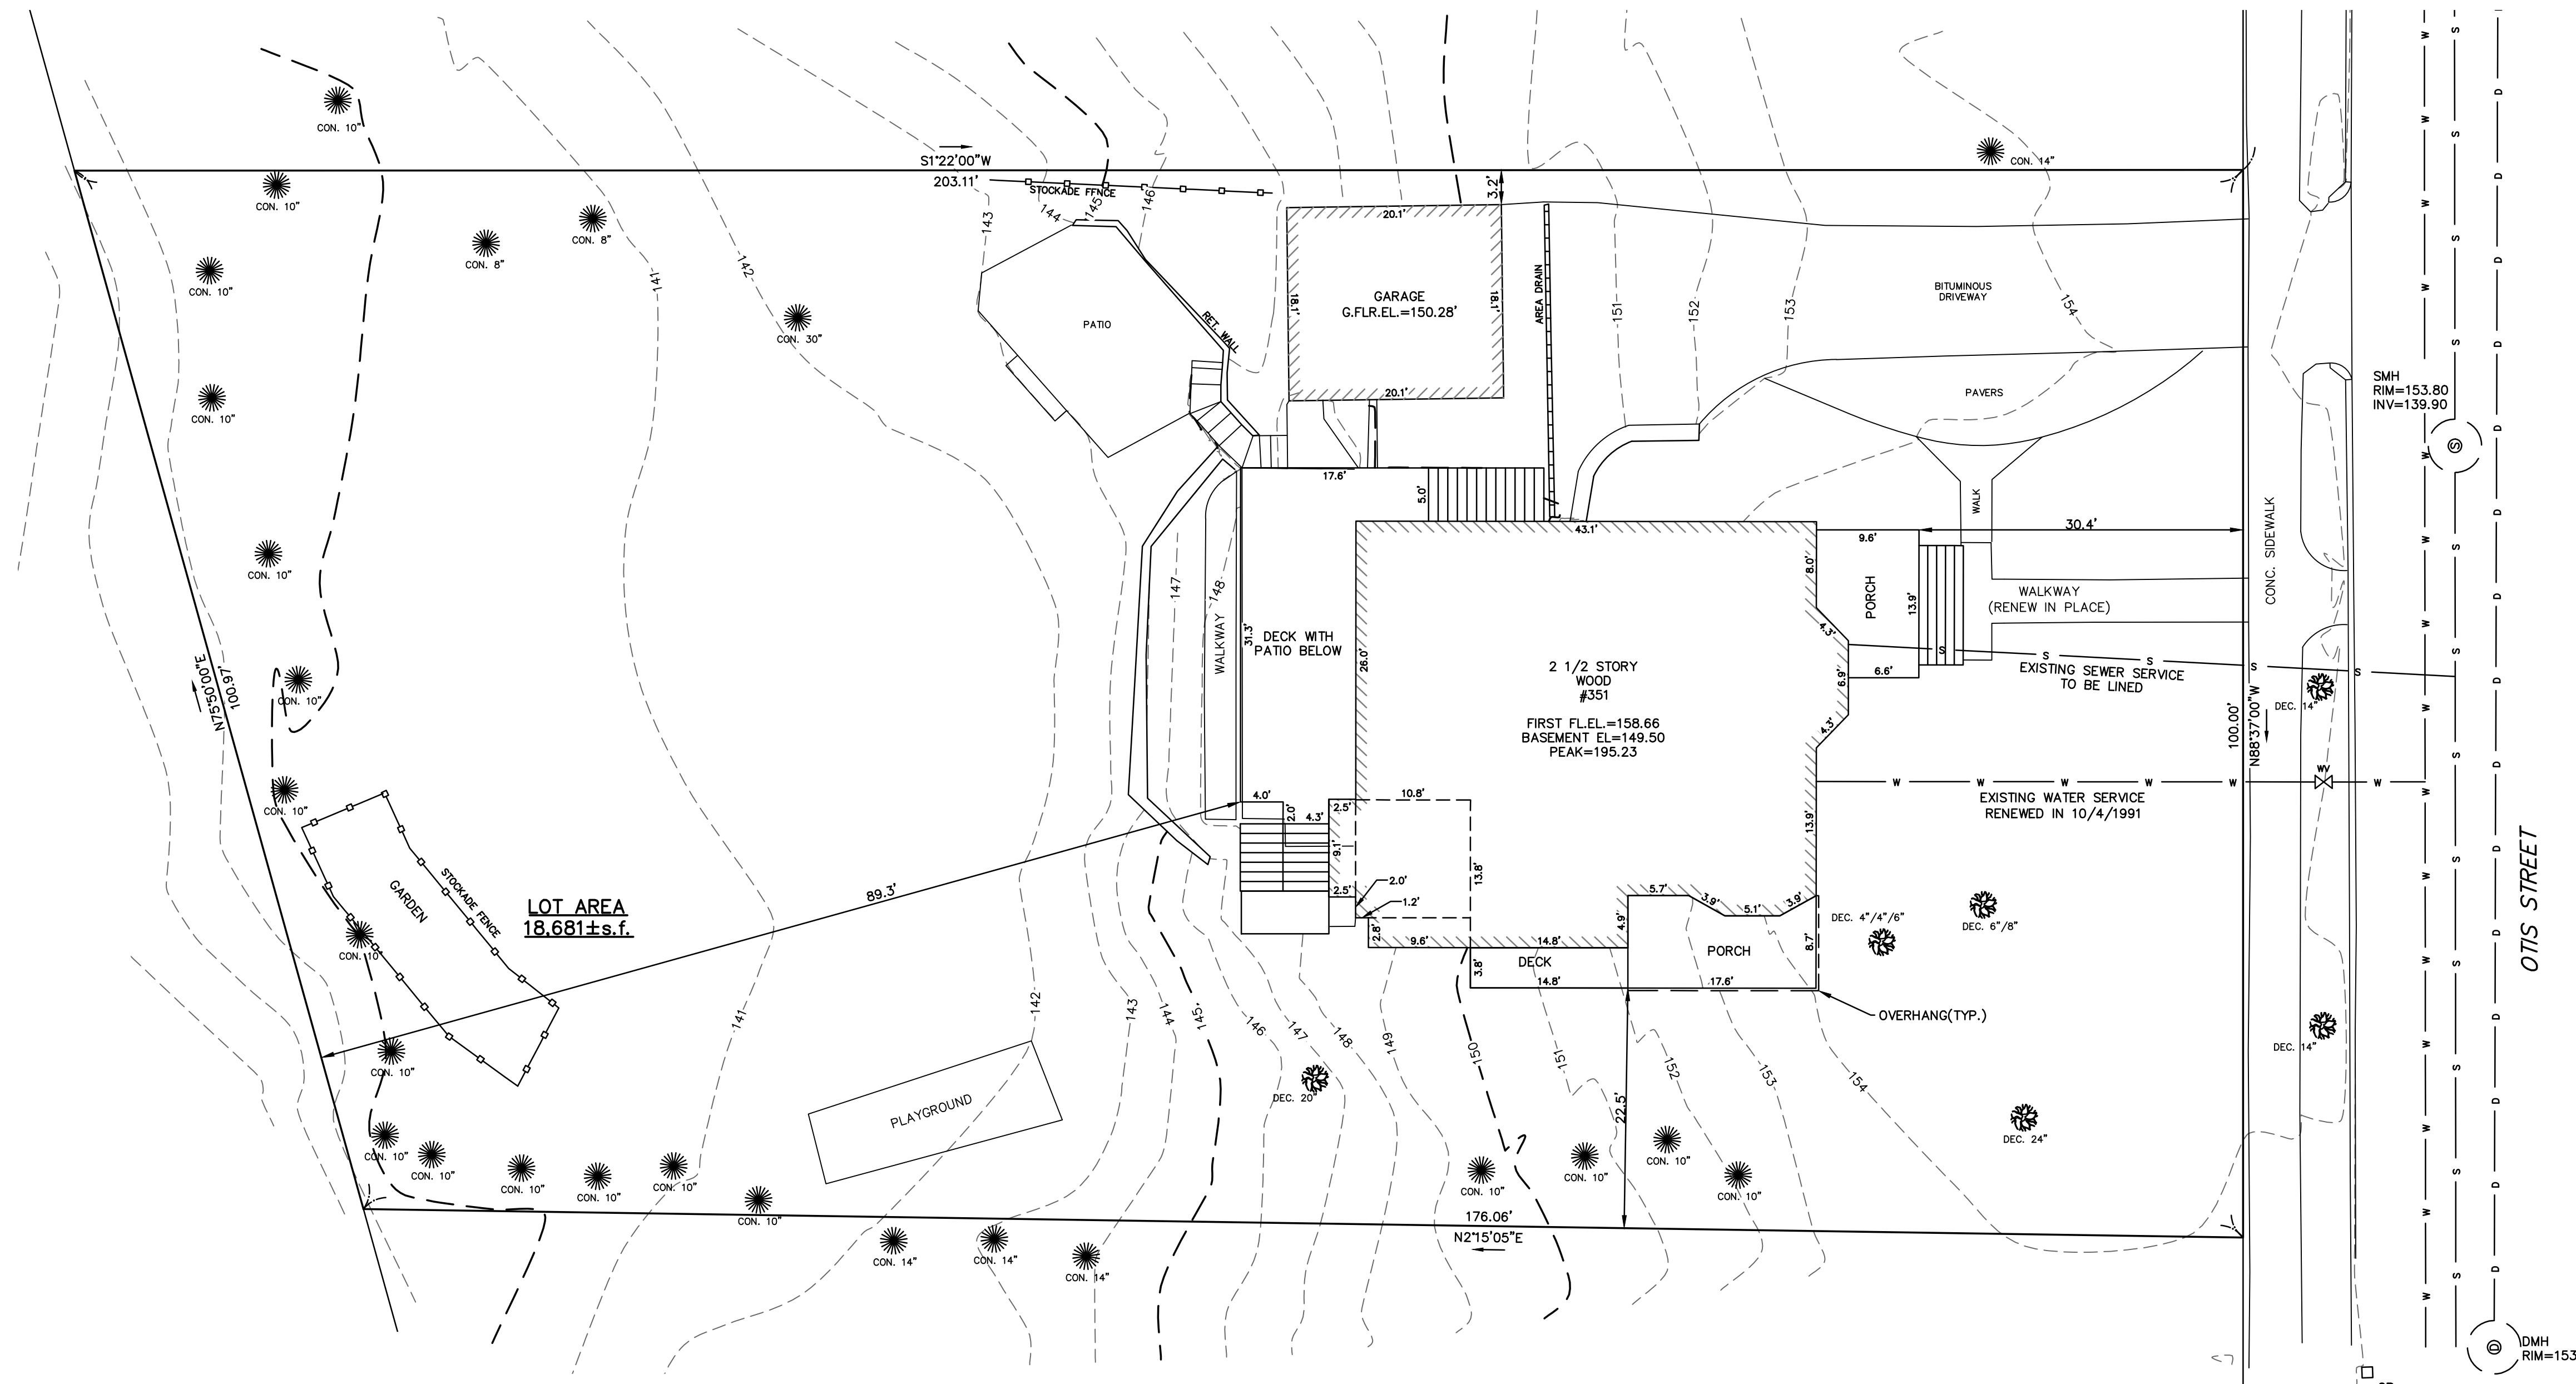 CON. 10"
CON. 10"
CON. 10"
CON. 8"
CON. 8"
CON. 10"
CON. 10"
CON. 10"
CON. 10"
CON. 10"
CON. 10"
CON. 10"
CON. 10"
CON. 10"
CON. 10"
CON. 10"
CON. 10"
CON. 30"
CON. 14"
CON. 14"
CON. 14"
N75°50'00"E
100.97'
GARDEN
STOCKADE FENCE
LOT AREA
18,681±s.f.
89.3'
141
142
141
142
143
144
145
146
147
148
149
150
151
152
153
154
PLAYGROUND
DEC. 20"
S1°22'00"W
203.11'
STOCKADE FENCE
143
144
145
146
PATIO
RET. WALL
147
148
WALKWAY
3.2'
20.1'
18.1'
GARAGE
G.FLR.EL.=150.28'
18.1'
20.1'
AREA DRAIN
151
152
153
154
CON. 14"
BITUMINOUS
DRIVEWAY
PAVERS
WALK
17.6'
5.0'
31.3'
DECK WITH
PATIO BELOW
26.0'
43.1'
8.0'
9.6'
30.4'
PORCH
13.9'
4.3'
6.9'
6.6'
4.3'
13.9'
2 1/2 STORY
WOOD
#351
FIRST FL.EL.=158.66
BASEMENT EL=149.50
PEAK=195.23
WALKWAY
(RENEW IN PLACE)
S
S
S
S
S
EXISTING SEWER SERVICE
TO BE LINED
W
W
W
W
W
WV
W
EXISTING WATER SERVICE
RENEWED IN 10/4/1991
4.0'
2.0'
4.3'
2.5'
9.1'
2.5'
10.8'
13.8'
2.0'
1.2'
2.8'
9.6'
14.8'
4.9'
5.7'
3.9'
5.1'
3.9'
8.7'
3.8'
DECK
14.8'
PORCH
17.6'
OVERHANG(TYP.)
22.5'
DEC. 4"/4"/6"
DEC. 6"/8"
DEC. 24"
CON. 10"
CON. 10"
CON. 10"
CON. 10"
176.06'
N2°15'05"E
100.00'
N88°37'00"W
CONC. SIDEWALK
DEC. 14"
DEC. 14"
SMH
RIM=153.80
INV=139.90
S
OTIS STREET
D
DMH
RIM=153